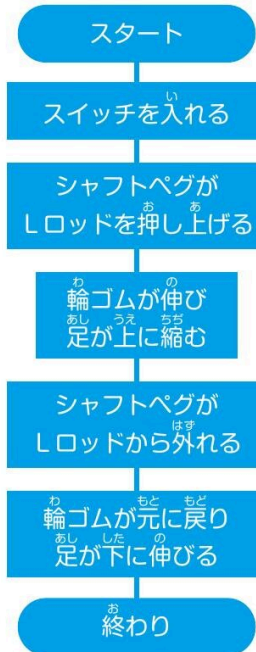 スタート
スイッチを入れる
シャフトペグが
Lロッドを押し上げる
輪ゴムが伸び
足が上に縮む
シャフトペグが
Lロッドから外れる
輪ゴムが元に戻り
足が下に伸びる
終わり